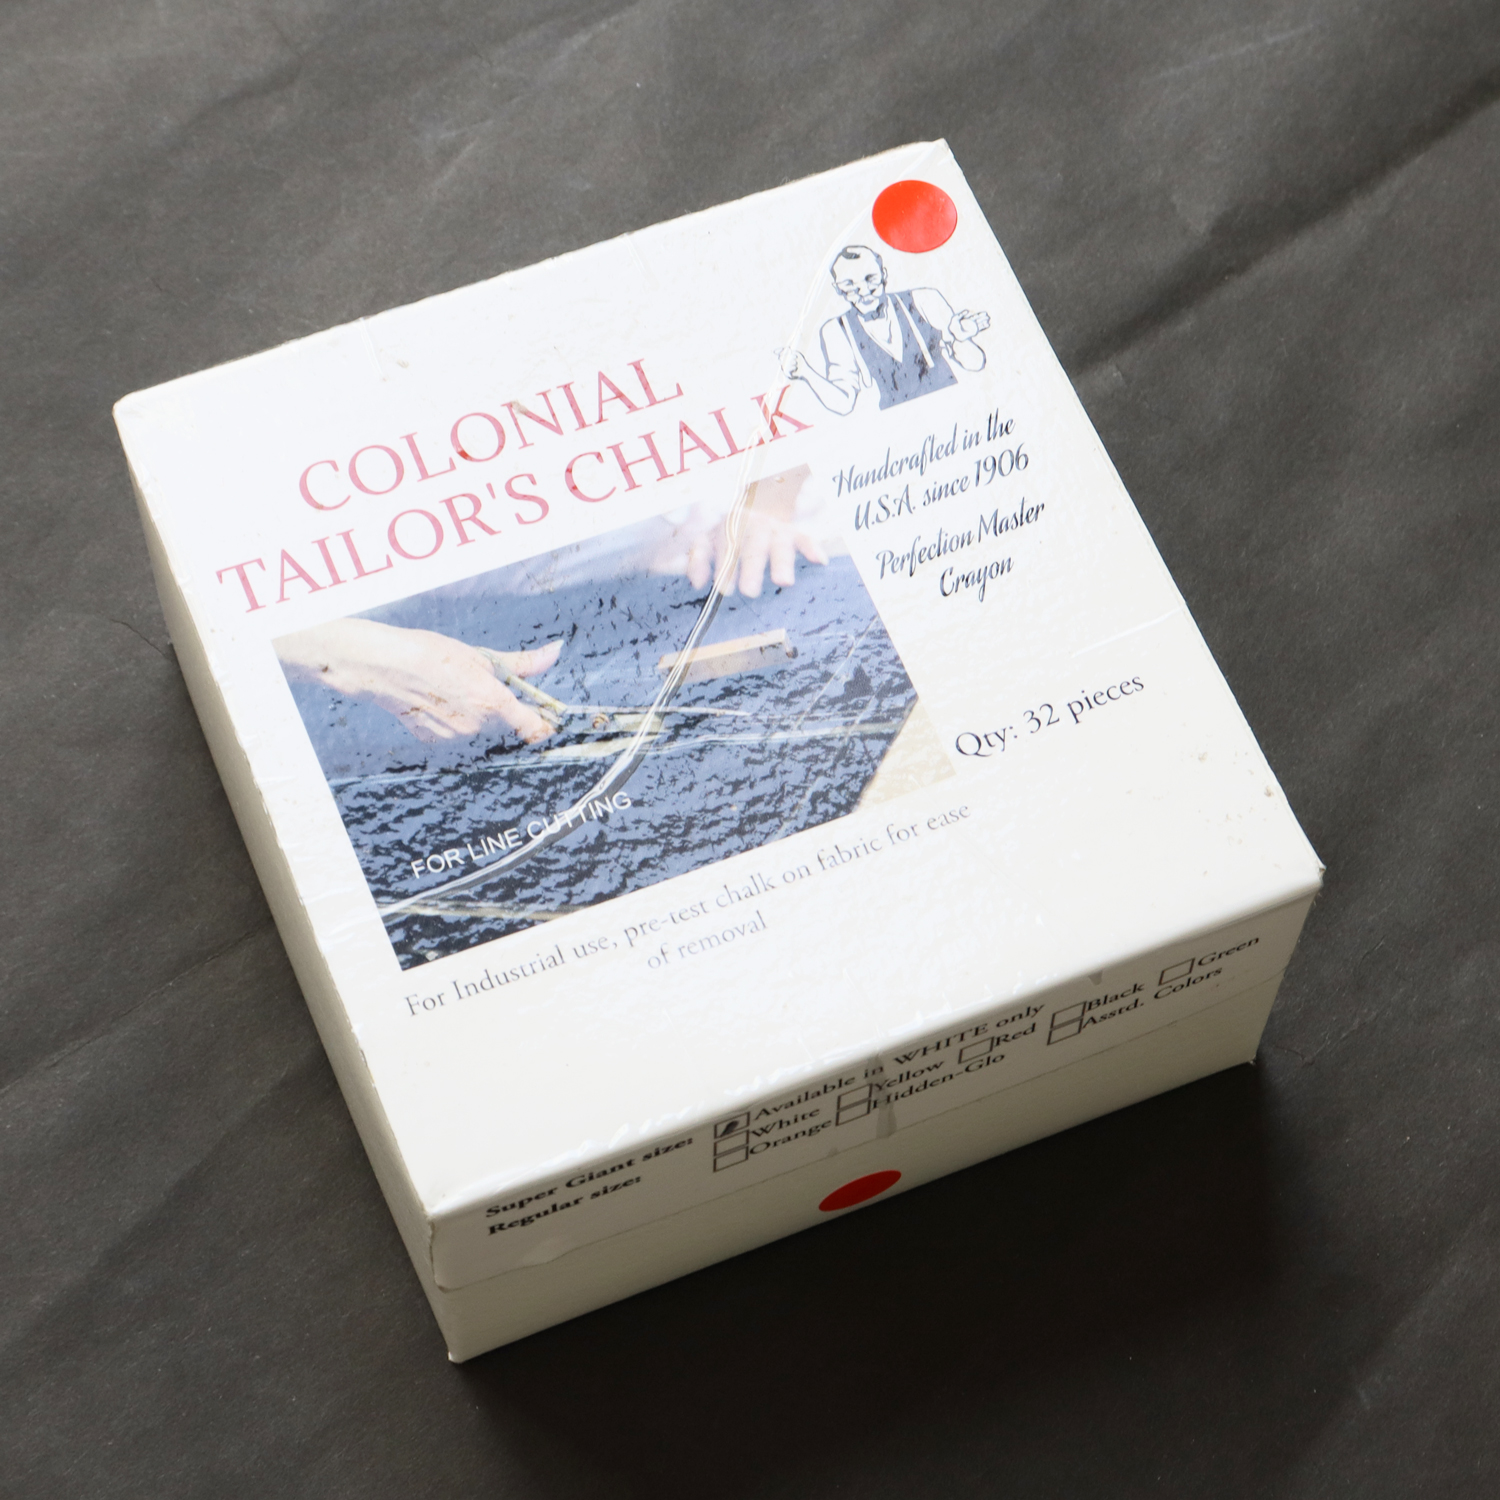 COLONIAL
TAILOR'S CHALK
Handcrafted in the
U.S.A. since 1906
Perfection Master
Crayon
Qty: 32 pieces
FOR LINE CUTTING
For Industrial use, pre-test chalk on fabric for ease
of removal
Super Giant size: Available in WHITE only
Regular size: White Yellow Red Black Green
Orange Hidden-Glo Asstd. Colors